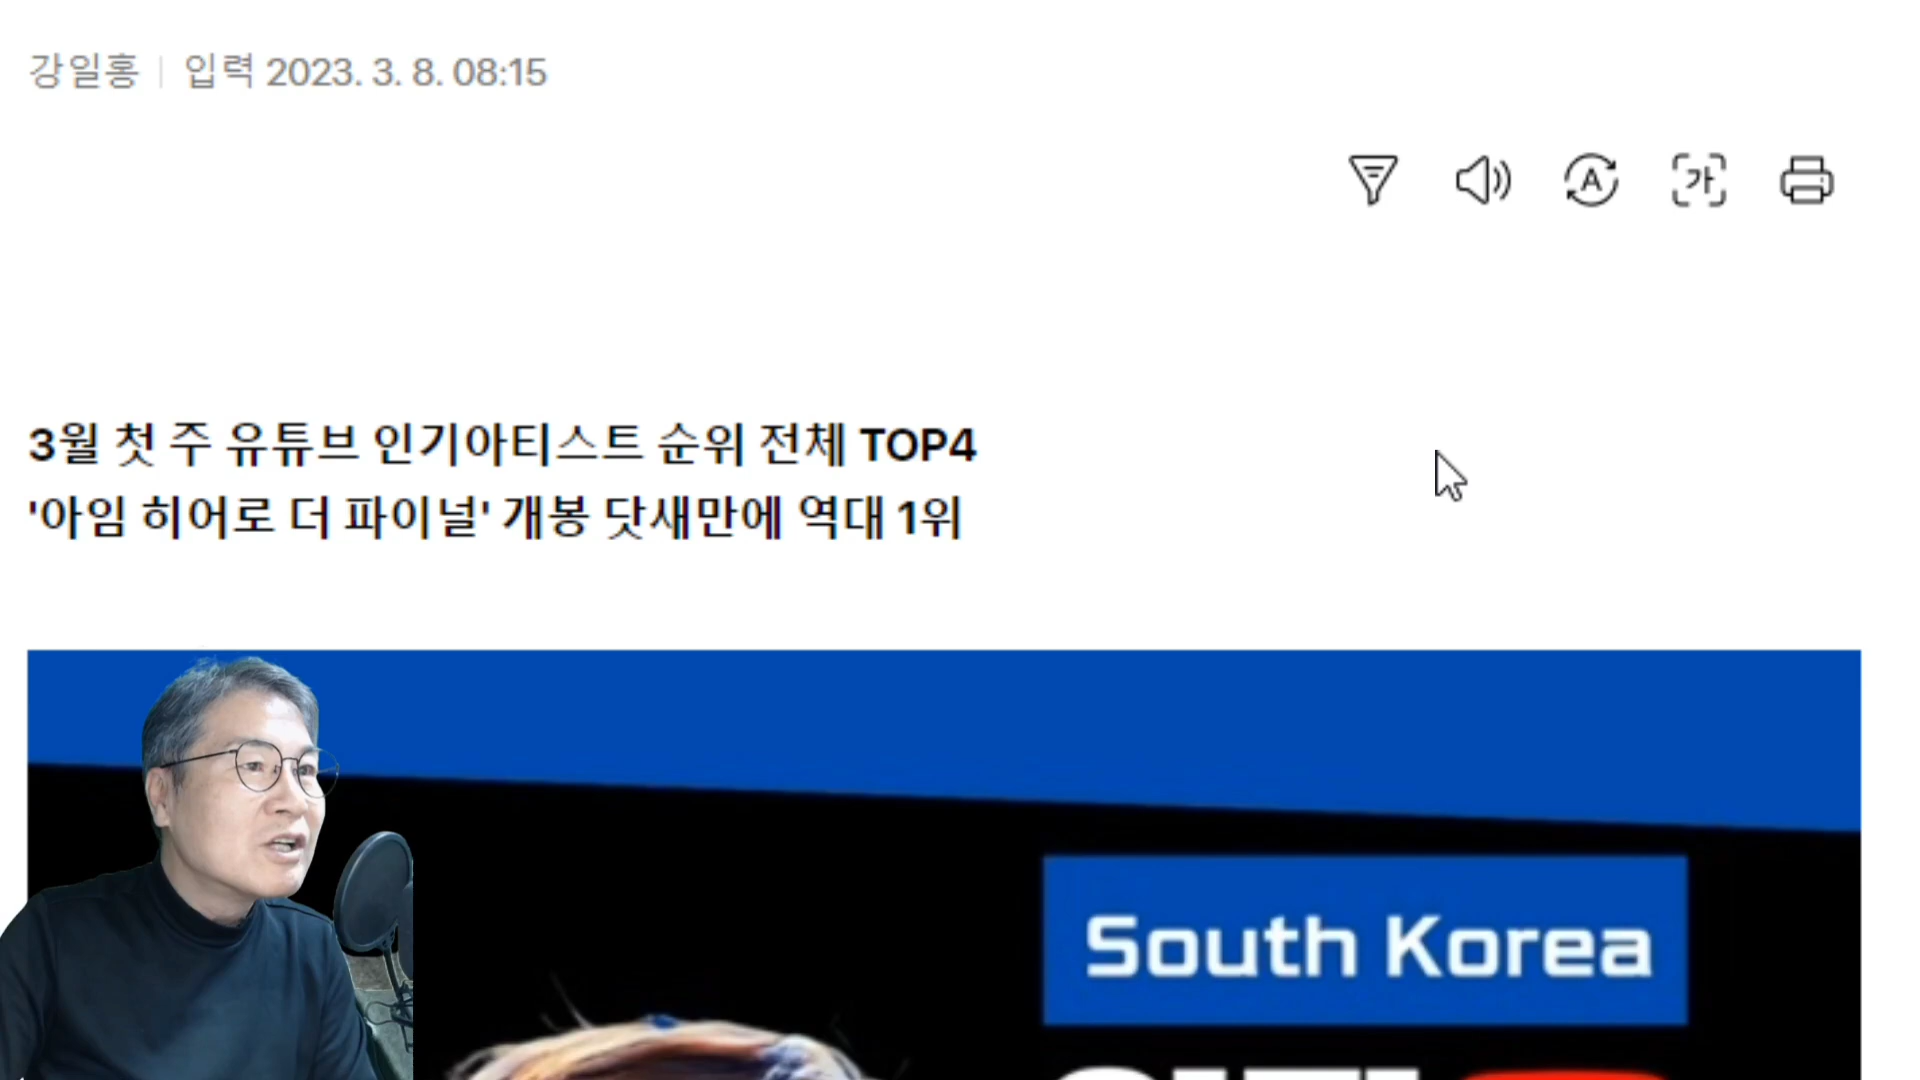 강일홍 | 입력 2023. 3. 8. 08:15
3월 첫 주 유튜브 인기아티스트 순위 전체 TOP4
'아임 히어로 더 파이널' 개봉 닷새만에 역대 1위
South Korea